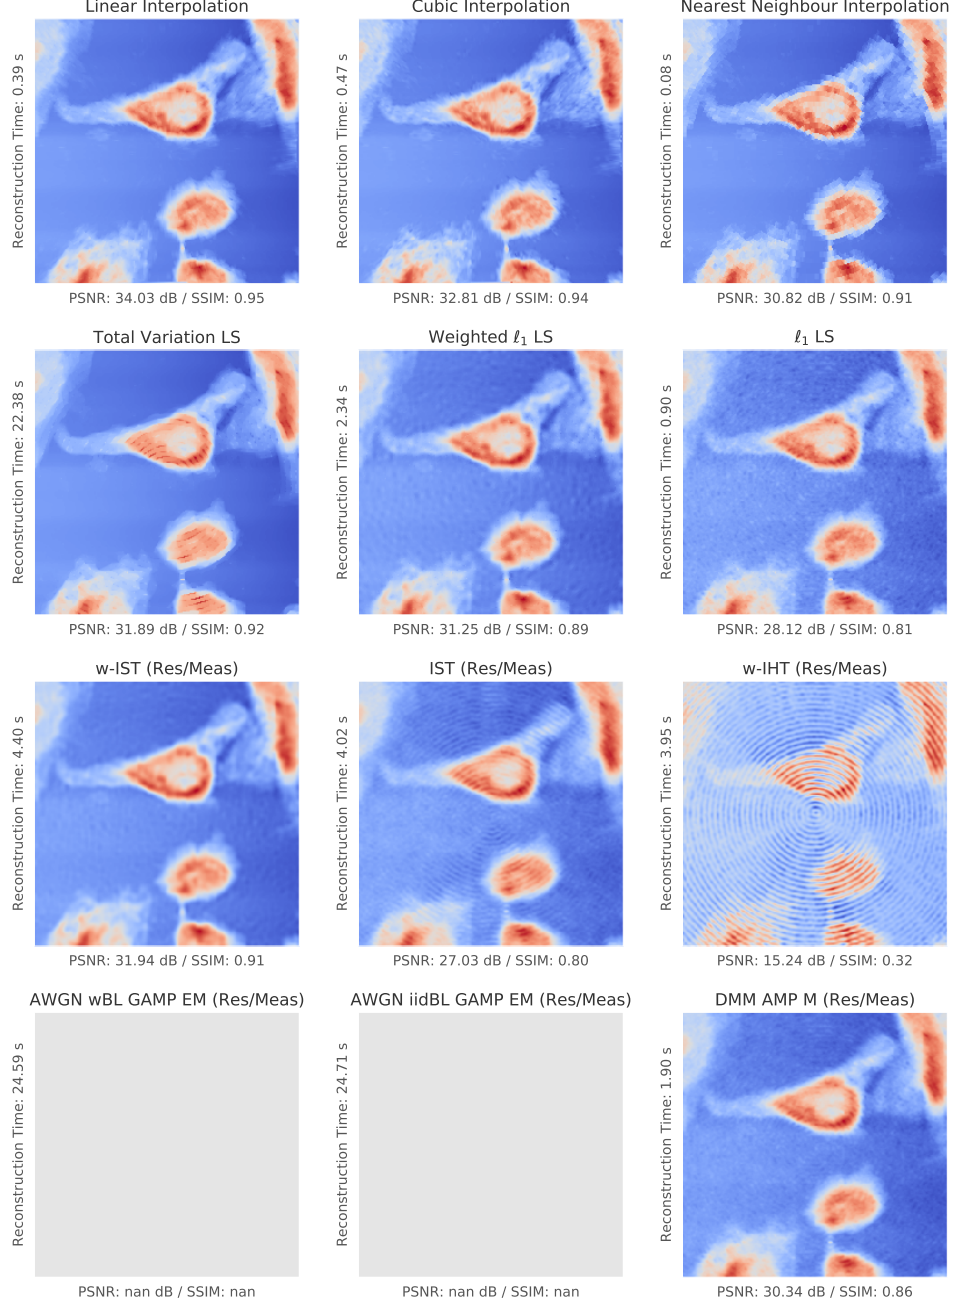 Linear Interpolation
Cubic Interpolation
Nearest Neighbour Interpolation
Reconstruction Time: 0.39 s
Reconstruction Time: 0.47 s
Reconstruction Time: 0.08 s
PSNR: 34.03 dB / SSIM: 0.95
PSNR: 32.81 dB / SSIM: 0.94
PSNR: 30.82 dB / SSIM: 0.91
Total Variation LS
Weighted ℓ₁ LS
ℓ₁ LS
Reconstruction Time: 22.38 s
Reconstruction Time: 2.34 s
Reconstruction Time: 0.90 s
PSNR: 31.89 dB / SSIM: 0.92
PSNR: 31.25 dB / SSIM: 0.89
PSNR: 28.12 dB / SSIM: 0.81
w-IST (Res/Meas)
IST (Res/Meas)
w-IHT (Res/Meas)
Reconstruction Time: 4.40 s
Reconstruction Time: 4.02 s
Reconstruction Time: 3.95 s
PSNR: 31.94 dB / SSIM: 0.91
PSNR: 27.03 dB / SSIM: 0.80
PSNR: 15.24 dB / SSIM: 0.32
AWGN wBL GAMP EM (Res/Meas)
AWGN iidBL GAMP EM (Res/Meas)
DMM AMP M (Res/Meas)
Reconstruction Time: 24.59 s
Reconstruction Time: 24.71 s
Reconstruction Time: 1.90 s
PSNR: nan dB / SSIM: nan
PSNR: nan dB / SSIM: nan
PSNR: 30.34 dB / SSIM: 0.86